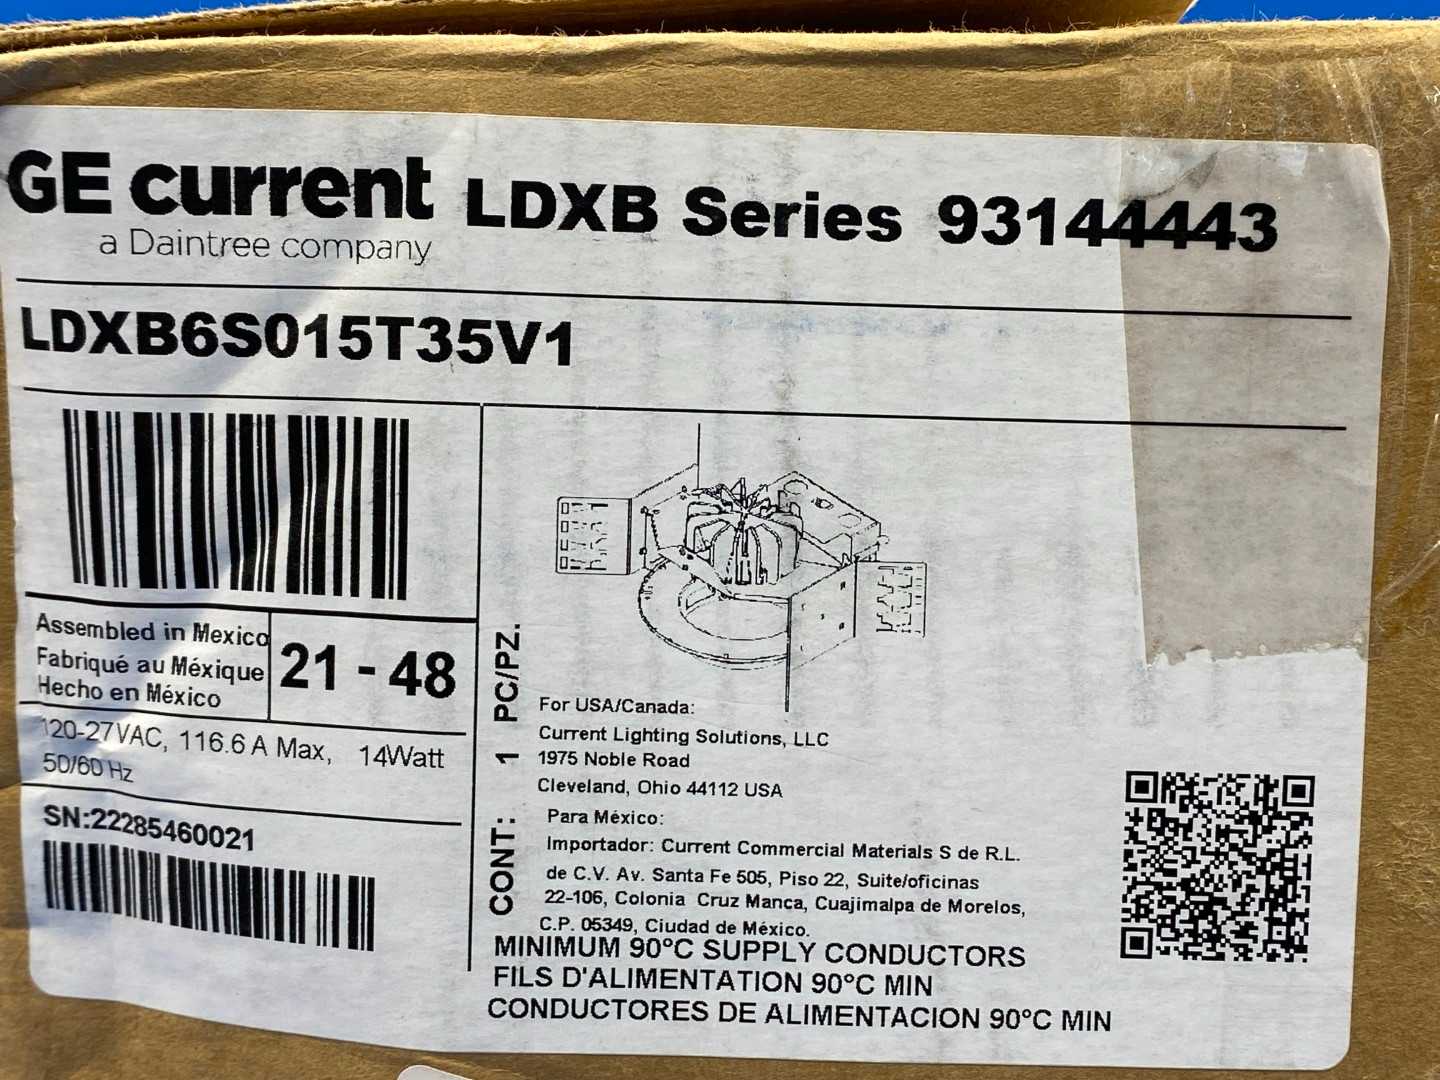 GE current LDXB Series 93144443
a Daintree company
LDXB6S015T35V1
Assembled in Mexico
Fabriqué au Méxique
Hecho en México
21 - 48
120-27VAC, 116.6 A Max, 14Watt
50/60 Hz
SN:22285460021
CONT: 1 PC/PZ.
For USA/Canada:
Current Lighting Solutions, LLC
1975 Noble Road
Cleveland, Ohio 44112 USA
Para México:
Importador: Current Commercial Materials S de R.L.
de C.V. Av. Santa Fe 505, Piso 22, Suite/oficinas
22-106, Colonia Cruz Manca, Cuajimalpa de Morelos,
C.P. 05349, Ciudad de México.
MINIMUM 90°C SUPPLY CONDUCTORS
FILS D'ALIMENTATION 90°C MIN
CONDUCTORES DE ALIMENTACION 90°C MIN